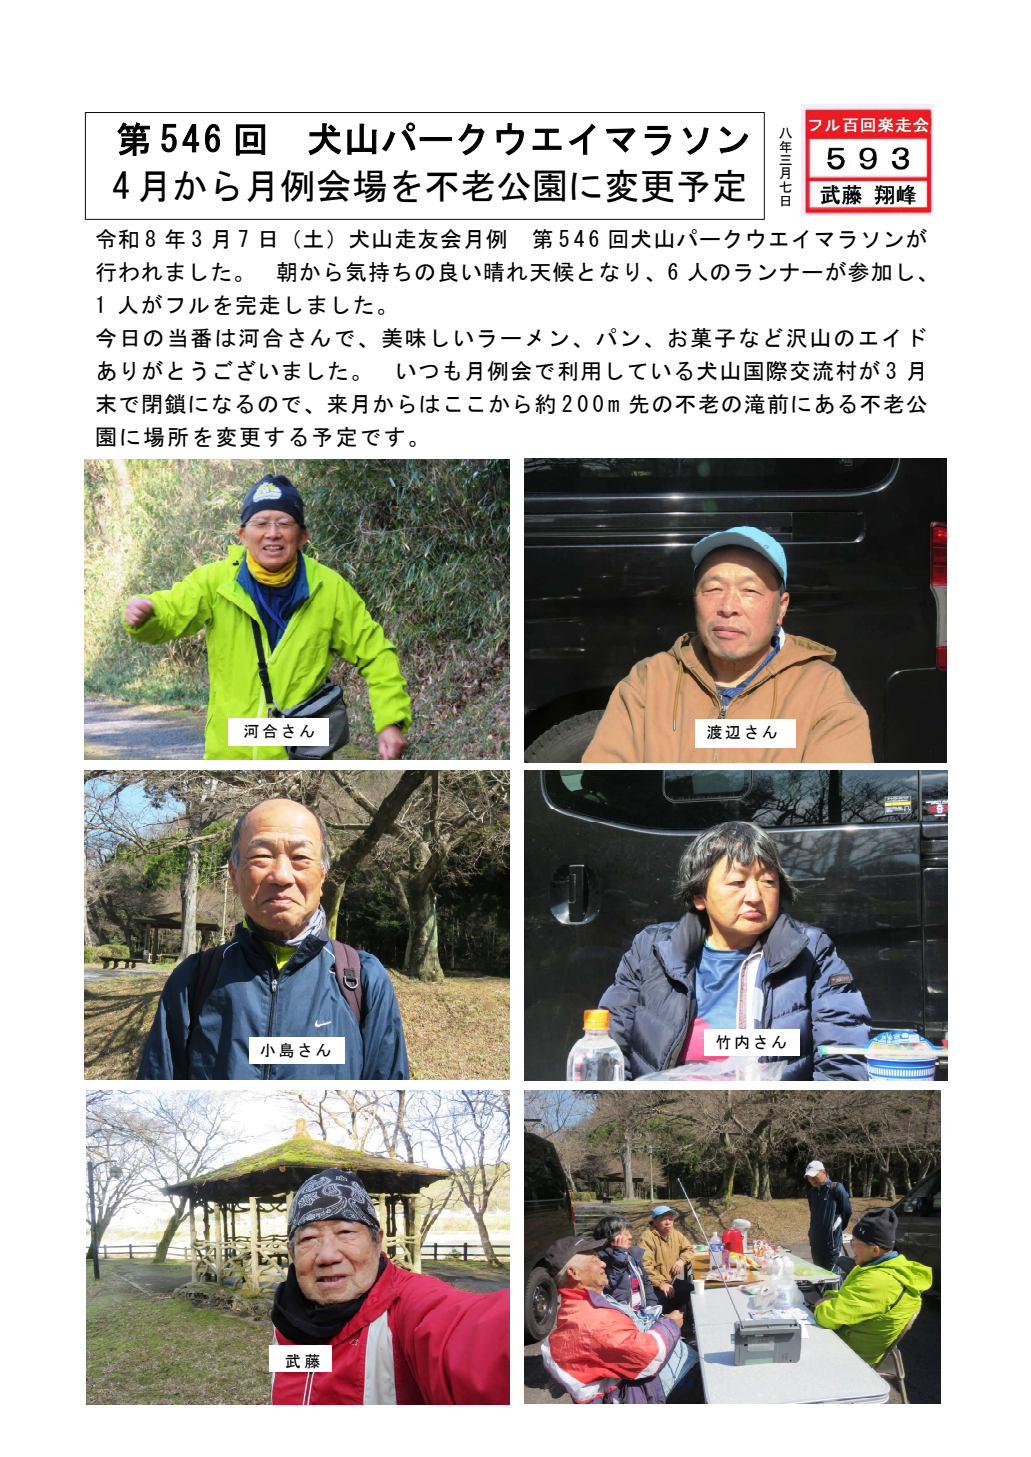 第546回　犬山パークウエイマラソン
4月から月例会場を不老公園に変更予定
八年三月七日
フル百回楽走会
593
武藤 翔峰
令和8年3月7日（土）犬山走友会月例　第546回犬山パークウエイマラソンが
行われました。　朝から気持ちの良い晴れ天候となり、6人のランナーが参加し、
1人がフルを完走しました。
今日の当番は河合さんで、美味しいラーメン、パン、お菓子など沢山のエイド
ありがとうございました。　いつも月例会で利用している犬山国際交流村が3月
末で閉鎖になるので、来月からはここから約200m先の不老の滝前にある不老公
園に場所を変更する予定です。
河合さん
渡辺さん
小島さん
竹内さん
武藤